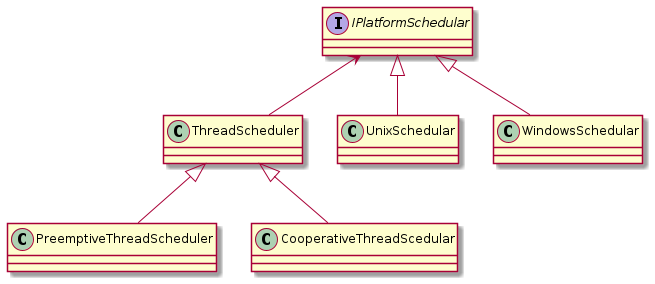 I IPlatformSchedular
C ThreadScheduler
C UnixSchedular
C WindowsSchedular
C PreemptiveThreadScheduler
C CooperativeThreadScedular